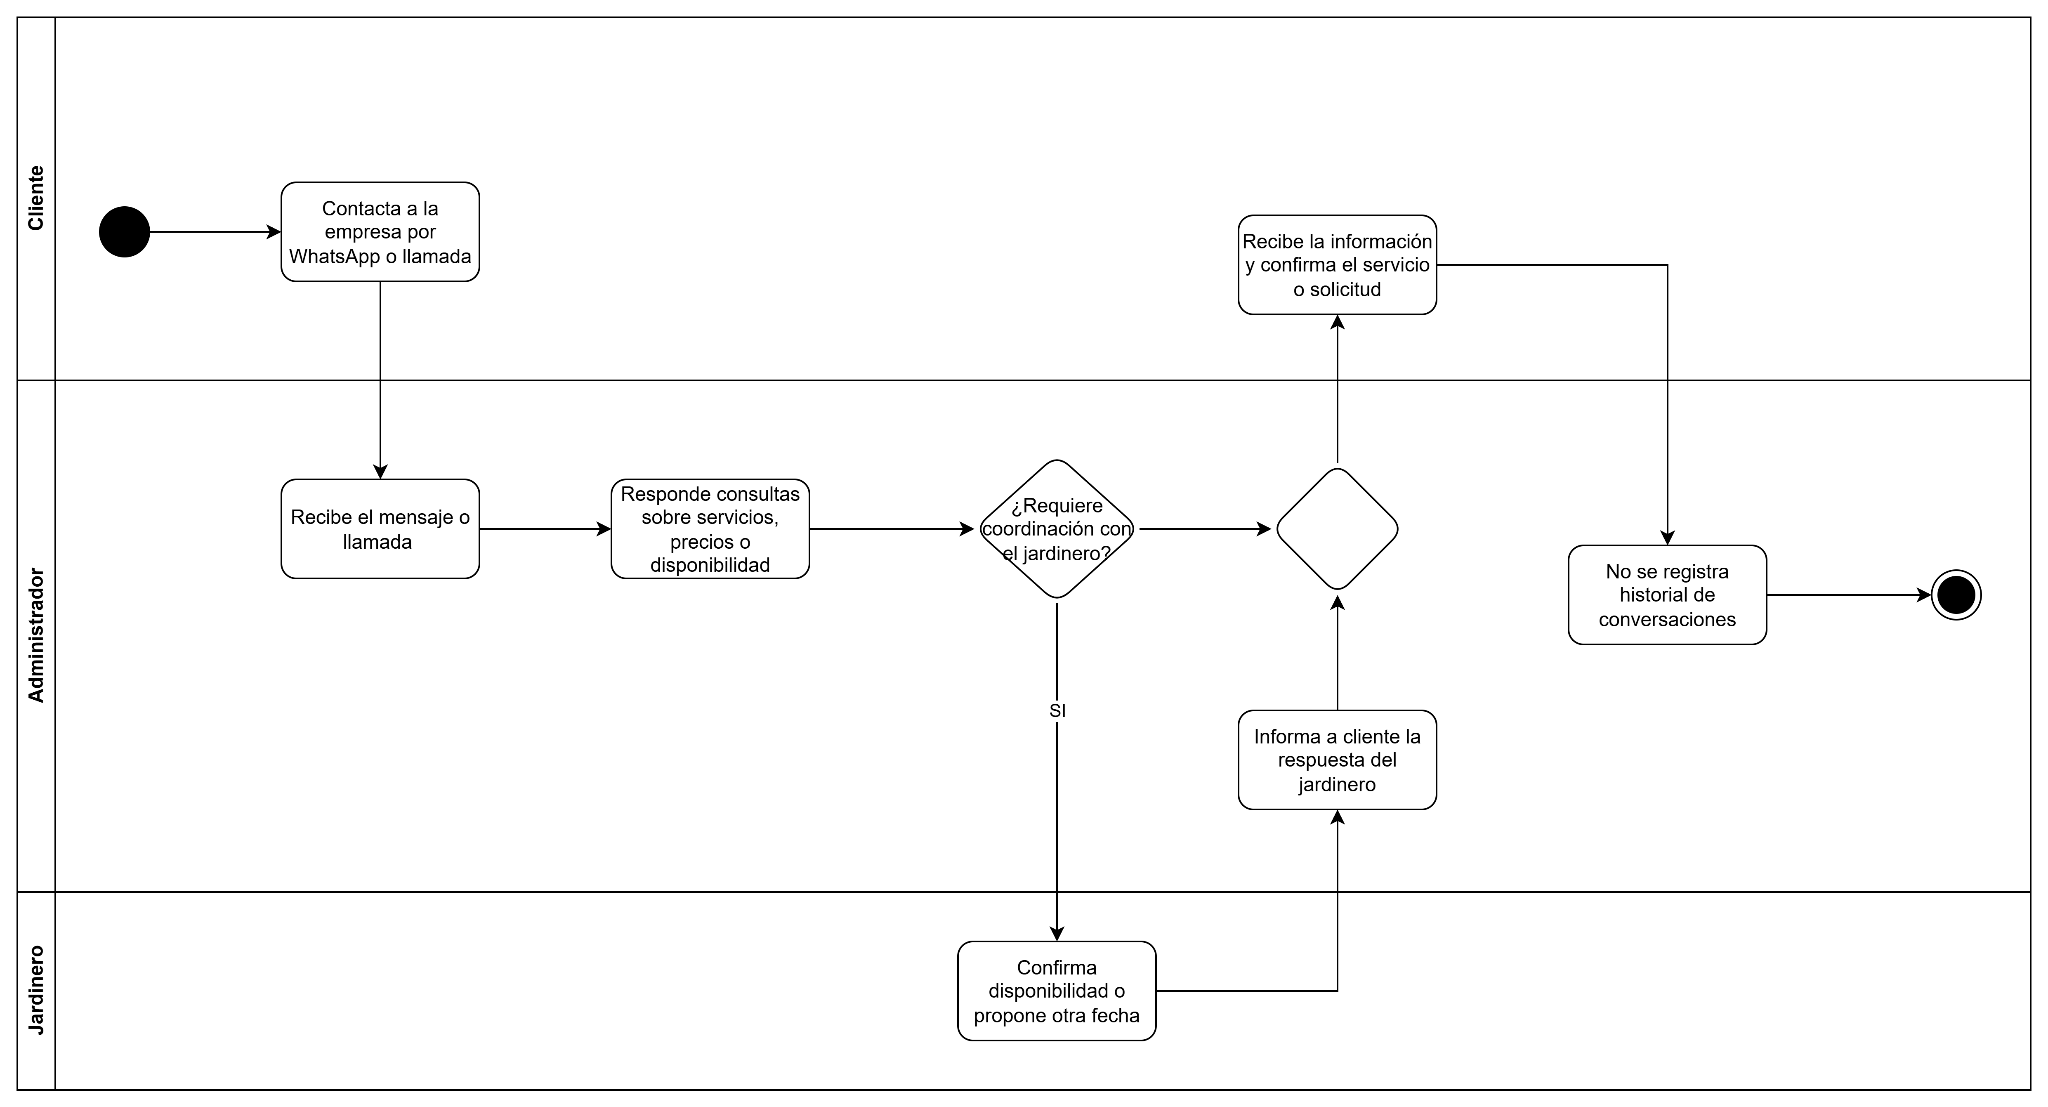 Cliente
Contacta a la
empresa por
WhatsApp o llamada
Recibe la información
y confirma el servicio
o solicitud
Administrador
Recibe el mensaje o
llamada
Responde consultas
sobre servicios,
precios o
disponibilidad
¿Requiere
coordinación con
el jardinero?
SI
No se registra
historial de
conversaciones
Informa a cliente la
respuesta del
jardinero
Jardinero
Confirma
disponibilidad o
propone otra fecha